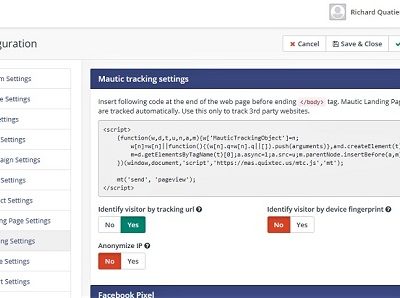 Richard Quatie
guration
✖ Cancel
Save & Close
m Settings
e Settings
ettings
aign Settings
Settings
act Settings
ng Page Settings
ng Settings
e Settings
rt Settings
Mautic tracking settings
Insert following code at the end of the web page before ending </body> tag. Mautic Landing Pag
are tracked automatically. Use this only to track 3rd party websites.
<script>
(function(w,d,t,u,n,a,m){w['MauticTrackingObject']=n;
w[n]=w[n]||function(){(w[n].q=w[n].q||[]).push(arguments)},a=d.createElement(t)
m=d.getElementsByTagName(t)[0];a.async=1;a.src=u;m.parentNode.insertBefore(a,m)
})(window,document,'script','https://mas.quixtec.us/mtc.js','mt');
mt('send', 'pageview');
</script>
Identify visitor by tracking url
Identify visitor by device fingerprint
No Yes
No Yes
Anonymize IP
No Yes
Facebook Pixel